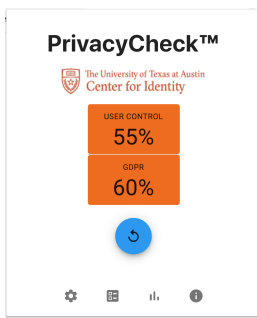 PrivacyCheck™
The University of Texas at Austin
Center for Identity
USER CONTROL
55%
GDPR
60%